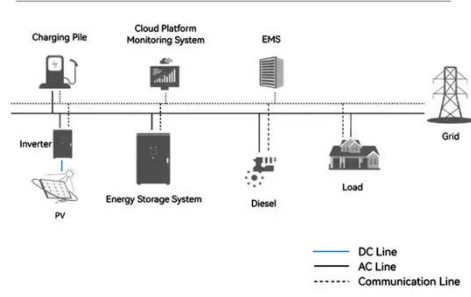 Charging Pile
Cloud Platform
Monitoring System
EMS
Grid
Inverter
PV
Energy Storage System
Diesel
Load
DC Line
AC Line
Communication Line